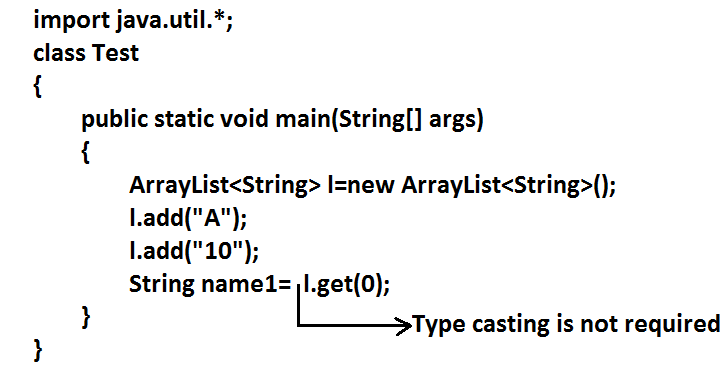 import java.util.*;
class Test
{
public static void main(String[] args)
{
ArrayList<String> l=new ArrayList<String>();
l.add("A");
l.add("10");
String name1= l.get(0);
}
Type casting is not required
}